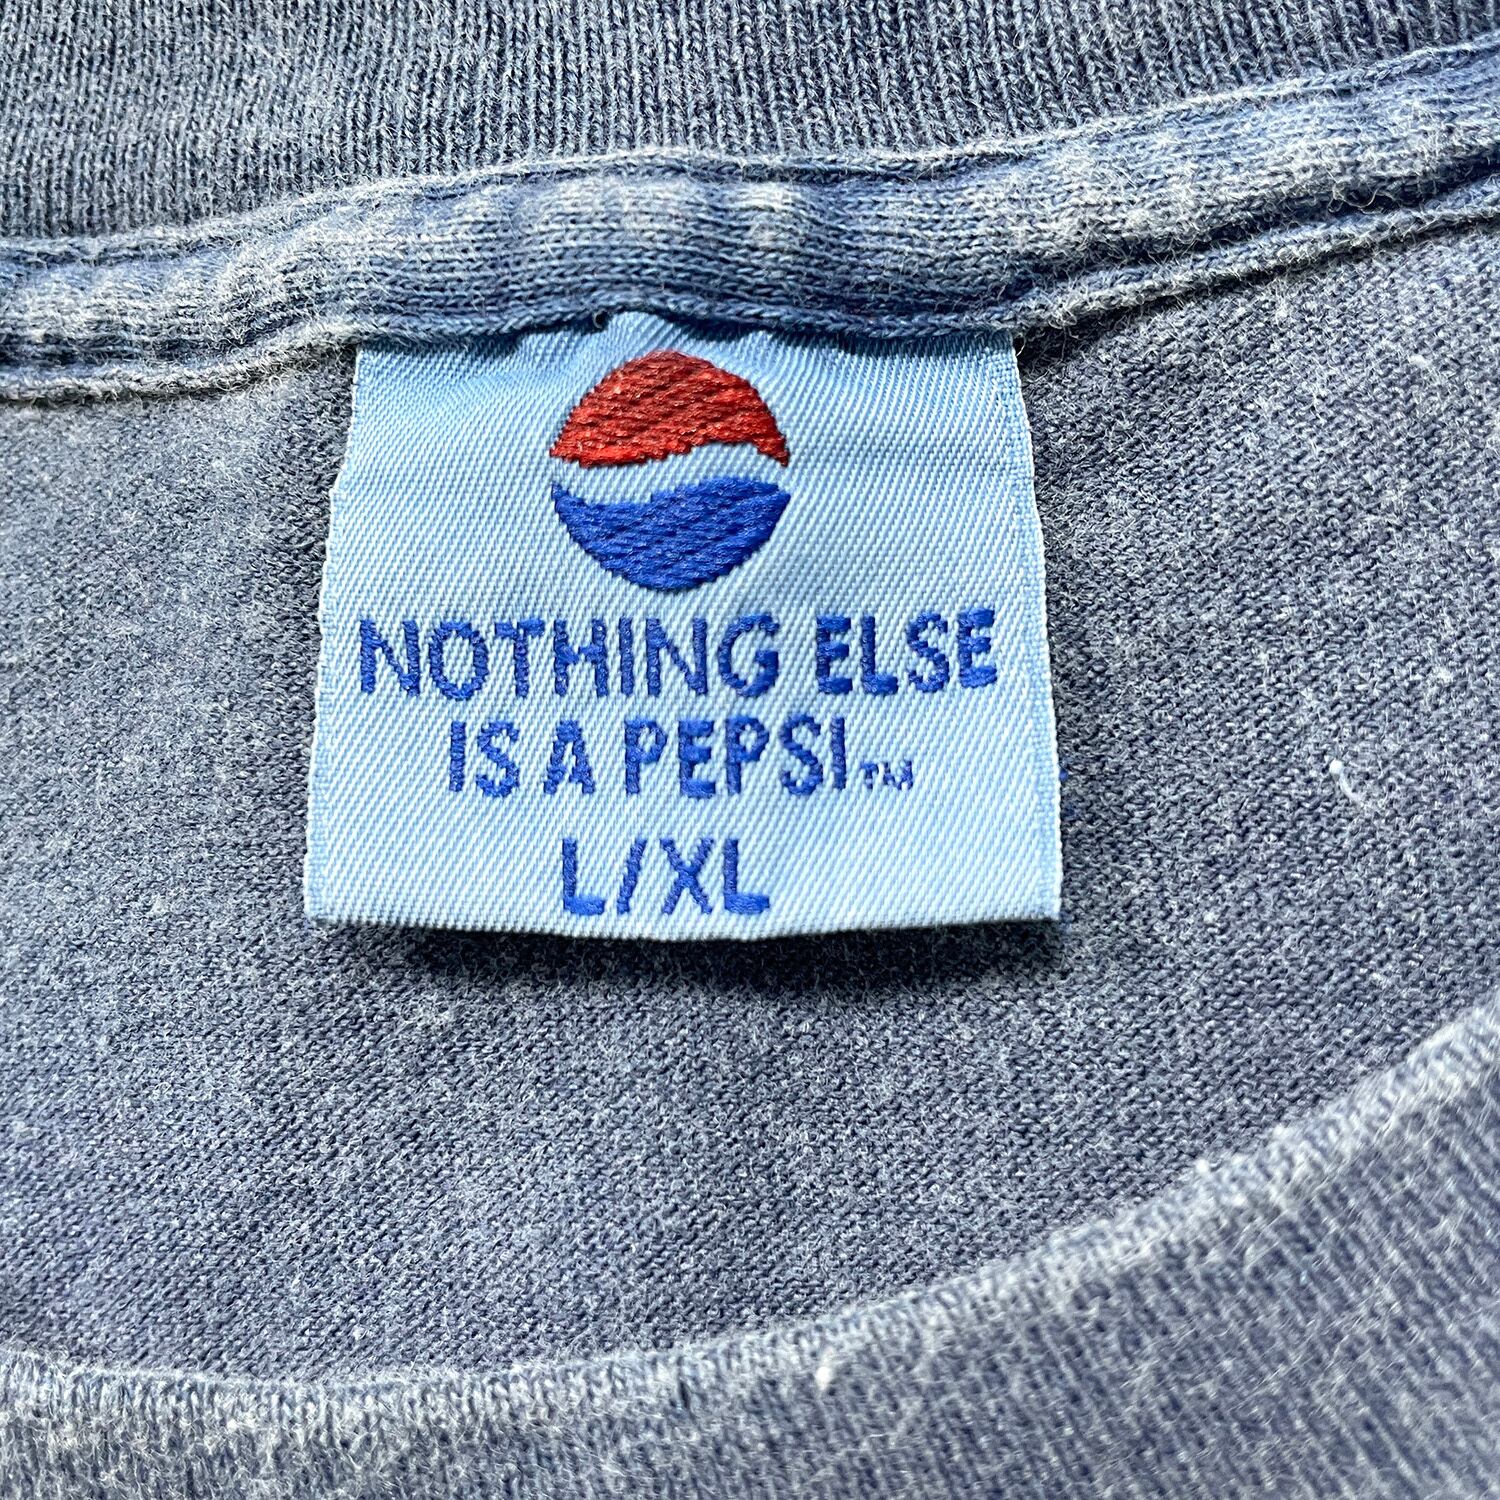 NOTHING ELSE
IS A PEPSI™
L/XL